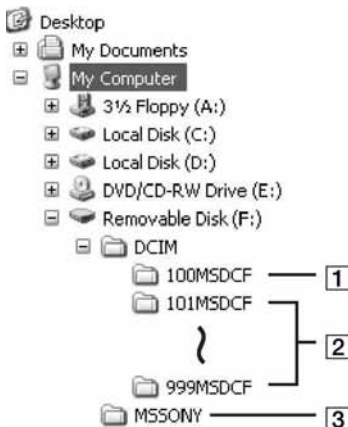 Desktop
My Documents
My Computer
3½ Floppy (A:)
Local Disk (C:)
Local Disk (D:)
DVD/CD-RW Drive (E:)
Removable Disk (F:)
DCIM
100MSDCF 1
101MSDCF
2
999MSDCF
MSSONY 3